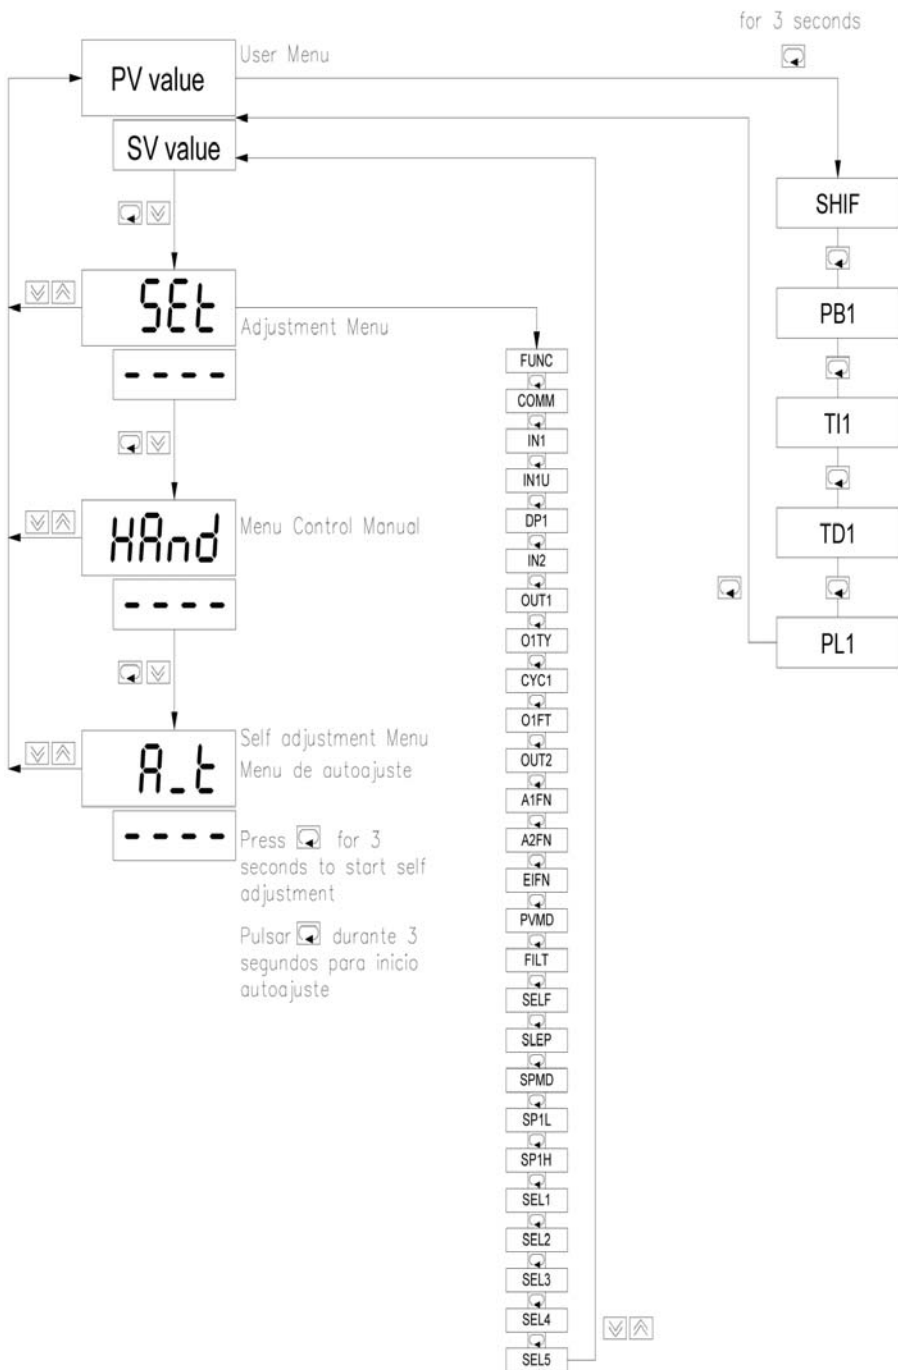 for 3 seconds
User Menu
PV value
SV value
SEt
Adjustment Menu
- - - -
HAnd
Menu Control Manual
- - - -
A_t
Self adjustment Menu
Menu de autoajuste
- - - -
Press for 3
seconds to start self
adjustment
Pulsar durante 3
segundos para inicio
autoajuste
FUNC
COMM
IN1
IN1U
DP1
IN2
OUT1
O1TY
CYC1
O1FT
OUT2
A1FN
A2FN
EIFN
PVMD
FILT
SELF
SLEP
SPMD
SP1L
SP1H
SEL1
SEL2
SEL3
SEL4
SEL5
SHIF
PB1
TI1
TD1
PL1